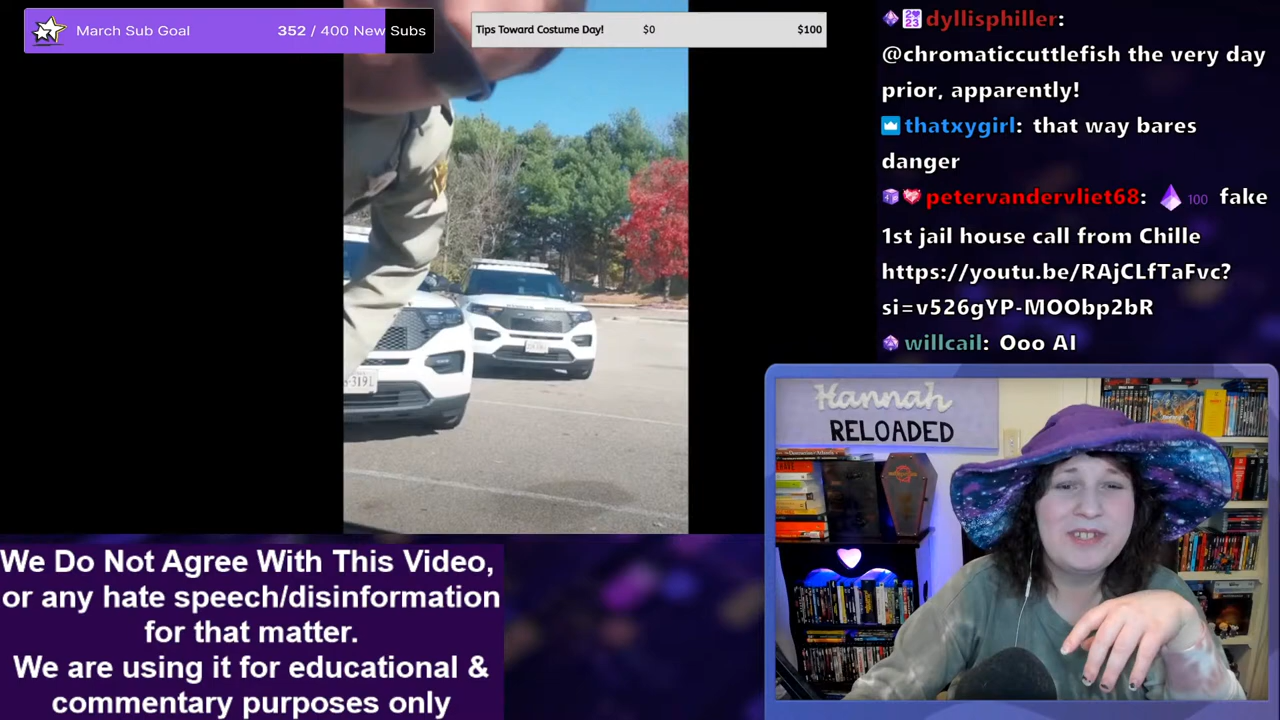 March Sub Goal
352 / 400 New Subs
Tips Toward Costume Day!
$0
$100
dyllisphiller:
@chromaticcuttlefish the very day
prior, apparently!
thatxygirl: that way bares
danger
petervandervliet68: 100 fake
1st jail house call from Chille
https://youtu.be/RAjCLfTaFvc?
si=v526gYP-MOObp2bR
willcail: Ooo AI
Hannah
RELOADED
We Do Not Agree With This Video,
or any hate speech/disinformation
for that matter.
We are using it for educational &
commentary purposes only